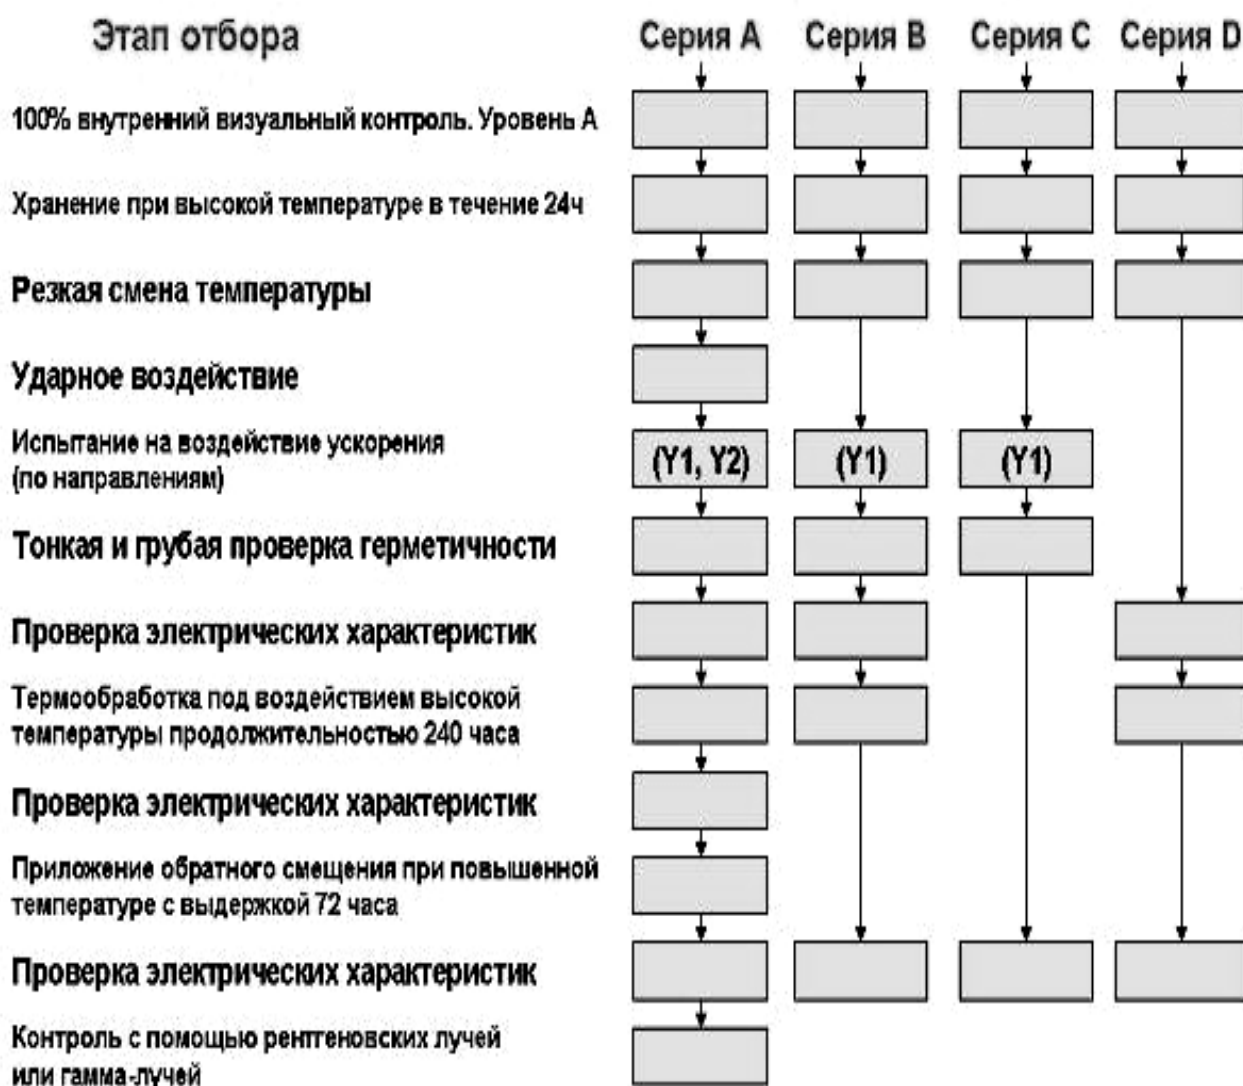 Этап отбора Серия A Серия B Серия C Серия D
100% внутренний визуальный контроль. Уровень А
Хранение при высокой температуре в течение 24ч
Резкая смена температуры
Ударное воздействие
Испытание на воздействие ускорения
(по направлениям)
(Y1, Y2) (Y1) (Y1)
Тонкая и грубая проверка герметичности
Проверка электрических характеристик
Термообработка под воздействием высокой
температуры продолжительностью 240 часа
Проверка электрических характеристик
Приложение обратного смещения при повышенной
температуре с выдержкой 72 часа
Проверка электрических характеристик
Контроль с помощью рентгеновских лучей
или гамма-лучей